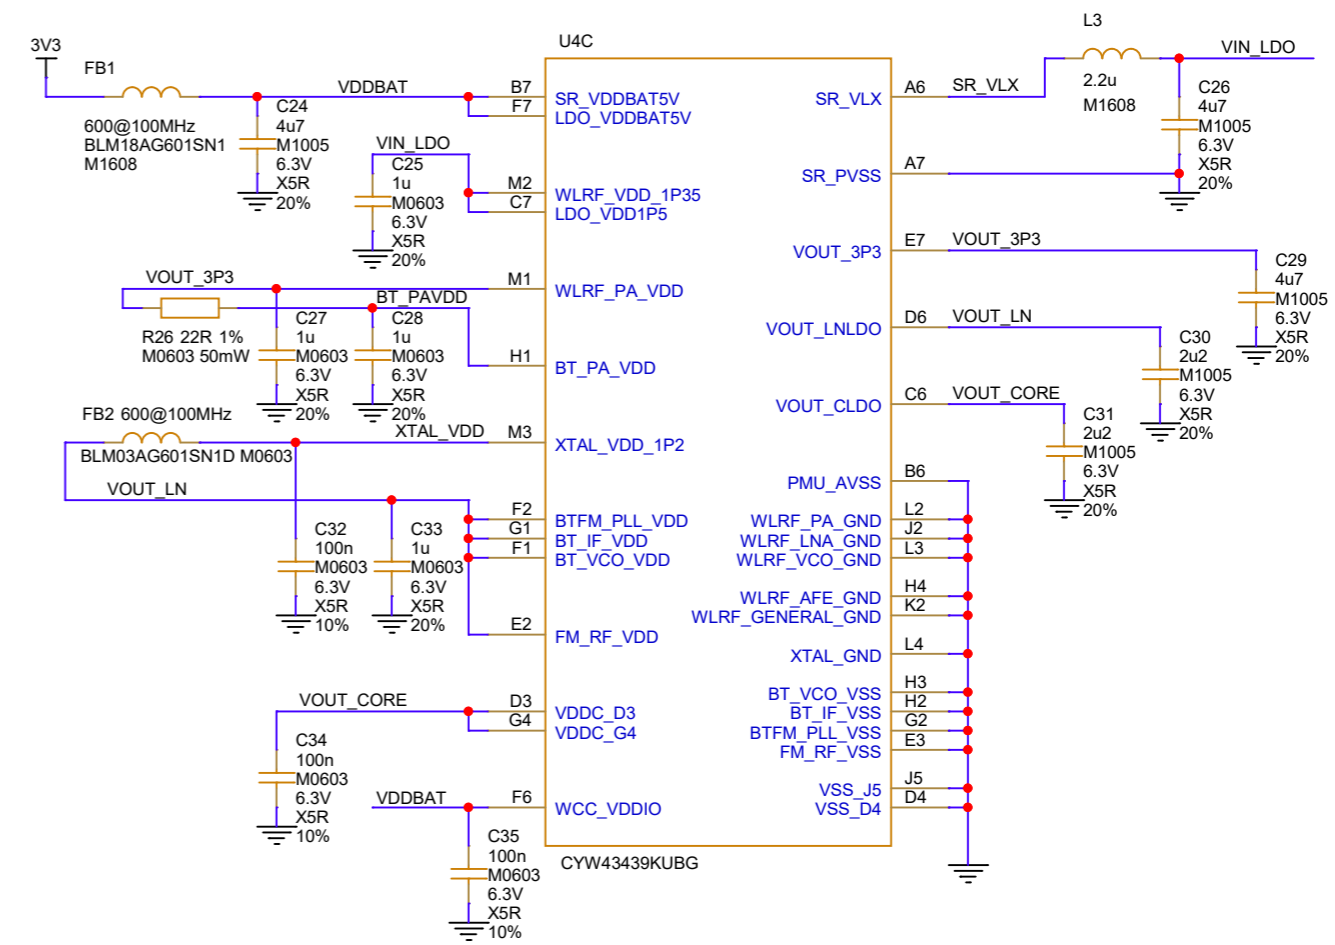 U4C
3V3
FB1
600@100MHz
BLM18AG601SN1
M1608
VDDBAT
C24
4u7
M1005
6.3V
X5R
20%
B7
F7
SR_VDDBAT5V
LDO_VDDBAT5V
VIN_LDO
C25
1u
M0603
6.3V
X5R
20%
M2
C7
WLRF_VDD_1P35
LDO_VDD1P5
VOUT_3P3
M1
WLRF_PA_VDD
BT_PAVDD
R26 22R 1%
M0603 50mW
C27
1u
M0603
6.3V
X5R
20%
C28
1u
M0603
6.3V
X5R
20%
H1
BT_PA_VDD
FB2 600@100MHz
BLM03AG601SN1D M0603
XTAL_VDD
M3
XTAL_VDD_1P2
VOUT_LN
C32
100n
M0603
6.3V
X5R
10%
C33
1u
M0603
6.3V
X5R
20%
F2
G1
F1
BTFM_PLL_VDD
BT_IF_VDD
BT_VCO_VDD
E2
FM_RF_VDD
VOUT_CORE
C34
100n
M0603
6.3V
X5R
10%
D3
G4
VDDC_D3
VDDC_G4
VDDBAT
F6
WCC_VDDIO
C35
100n
M0603
6.3V
X5R
10%
CYW43439KUBG
SR_VLX
A6
SR_VLX
L3
2.2u
M1608
VIN_LDO
C26
4u7
M1005
6.3V
X5R
20%
SR_PVSS
A7
VOUT_3P3
E7
VOUT_3P3
C29
4u7
M1005
6.3V
X5R
20%
VOUT_LNLDO
D6
VOUT_LN
C30
2u2
M1005
6.3V
X5R
20%
VOUT_CLDO
C6
VOUT_CORE
C31
2u2
M1005
6.3V
X5R
20%
PMU_AVSS
B6
WLRF_PA_GND
L2
WLRF_LNA_GND
J2
WLRF_VCO_GND
L3
WLRF_AFE_GND
H4
WLRF_GENERAL_GND
K2
XTAL_GND
L4
BT_VCO_VSS
H3
BT_IF_VSS
H2
BTFM_PLL_VSS
G2
FM_RF_VSS
E3
VSS_J5
J5
VSS_D4
D4